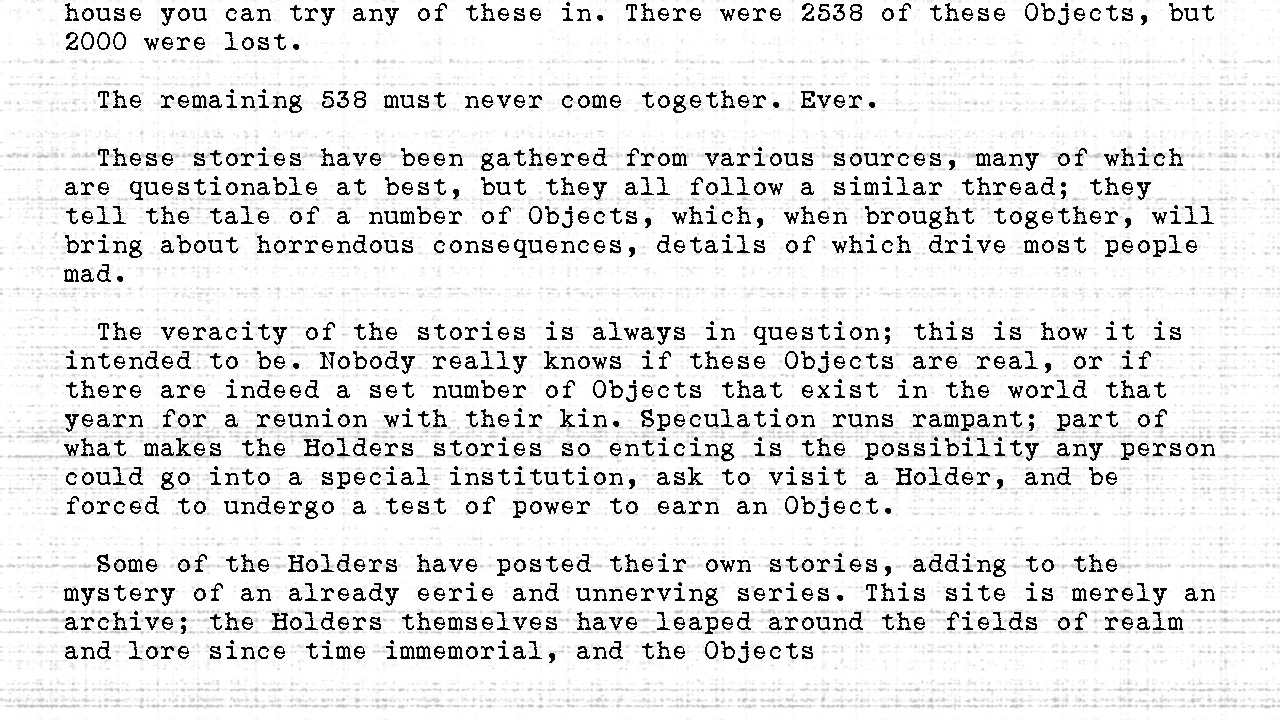 house you can try any of these in. There were 2538 of these Objects, but
2000 were lost.
The remaining 538 must never come together. Ever.
These stories have been gathered from various sources, many of which
are questionable at best, but they all follow a similar thread; they
tell the tale of a number of Objects, which, when brought together, will
bring about horrendous consequences, details of which drive most people
mad.
The veracity of the stories is always in question; this is how it is
intended to be. Nobody really knows if these Objects are real, or if
there are indeed a set number of Objects that exist in the world that
yearn for a reunion with their kin. Speculation runs rampant; part of
what makes the Holders stories so enticing is the possibility any person
could go into a special institution, ask to visit a Holder, and be
forced to undergo a test of power to earn an Object.
Some of the Holders have posted their own stories, adding to the
mystery of an already eerie and unnerving series. This site is merely an
archive; the Holders themselves have leaped around the fields of realm
and lore since time immemorial, and the Objects